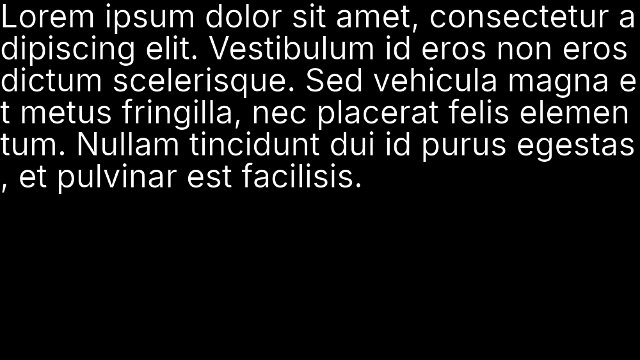 Lorem ipsum dolor sit amet, consectetur a
dipiscing elit. Vestibulum id eros non eros
dictum scelerisque. Sed vehicula magna e
t metus fringilla, nec placerat felis elemen
tum. Nullam tincidunt dui id purus egestas
, et pulvinar est facilisis.